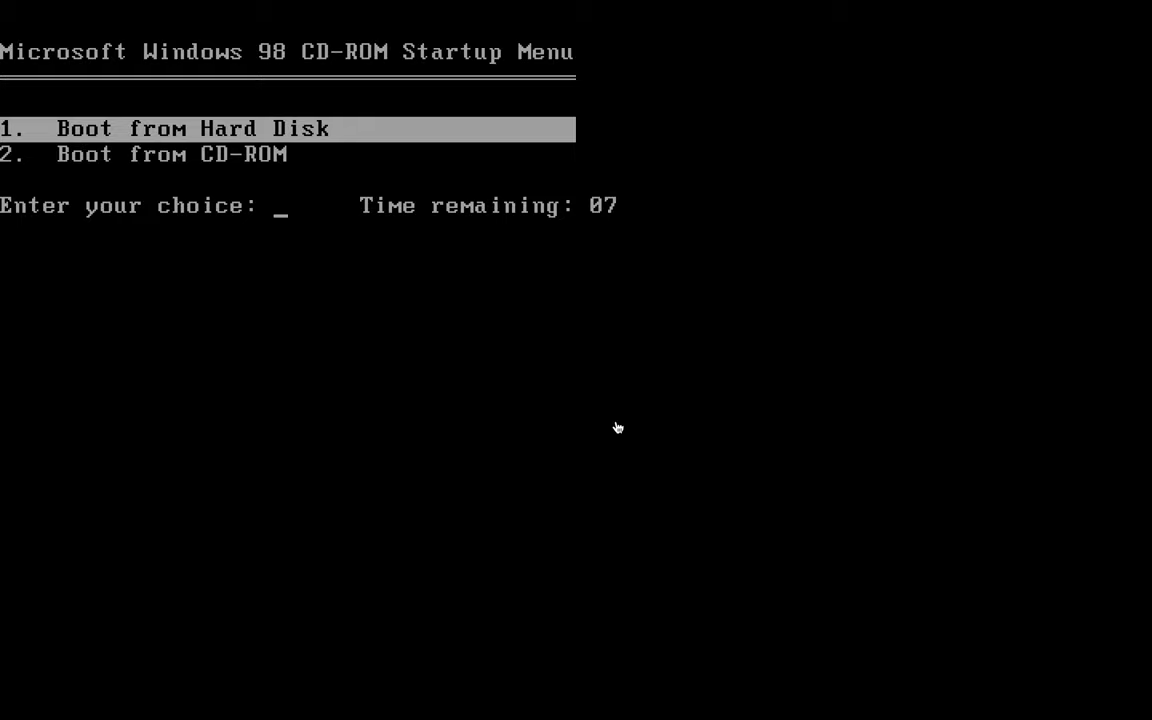 Microsoft Windows 98 CD-ROM Startup Menu
1. Boot from Hard Disk
2. Boot from CD-ROM
Enter your choice: _ Time remaining: 07